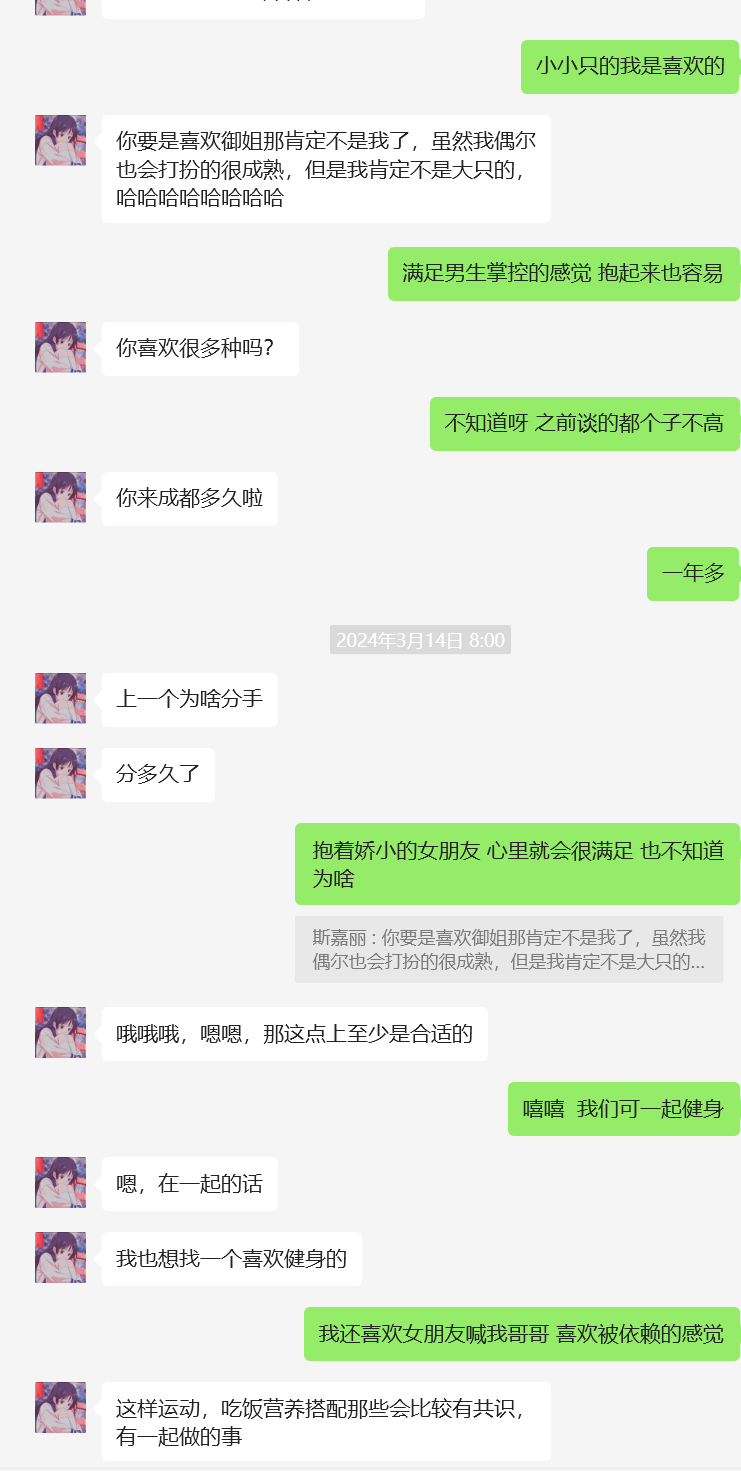 小小只的我是喜欢的
你要是喜欢御姐那肯定不是我了，虽然我偶尔
也会打扮的很成熟，但是我肯定不是大只的，
哈哈哈哈哈哈哈哈
满足男生掌控的感觉 抱起来也容易
你喜欢很多种吗？
不知道呀 之前谈的都个子不高
你来成都多久啦
一年多
2024年3月14日 8:00
上一个为啥分手
分多久了
抱着娇小的女朋友 心里就会很满足 也不知道
为啥
斯嘉丽 : 你要是喜欢御姐那肯定不是我了，虽然我
偶尔也会打扮的很成熟，但是我肯定不是大只的...
哦哦哦，嗯嗯，那这点上至少是合适的
嘻嘻  我们可一起健身
嗯，在一起的话
我也想找一个喜欢健身的
我还喜欢女朋友喊我哥哥 喜欢被依赖的感觉
这样运动，吃饭营养搭配那些会比较有共识，
有一起做的事